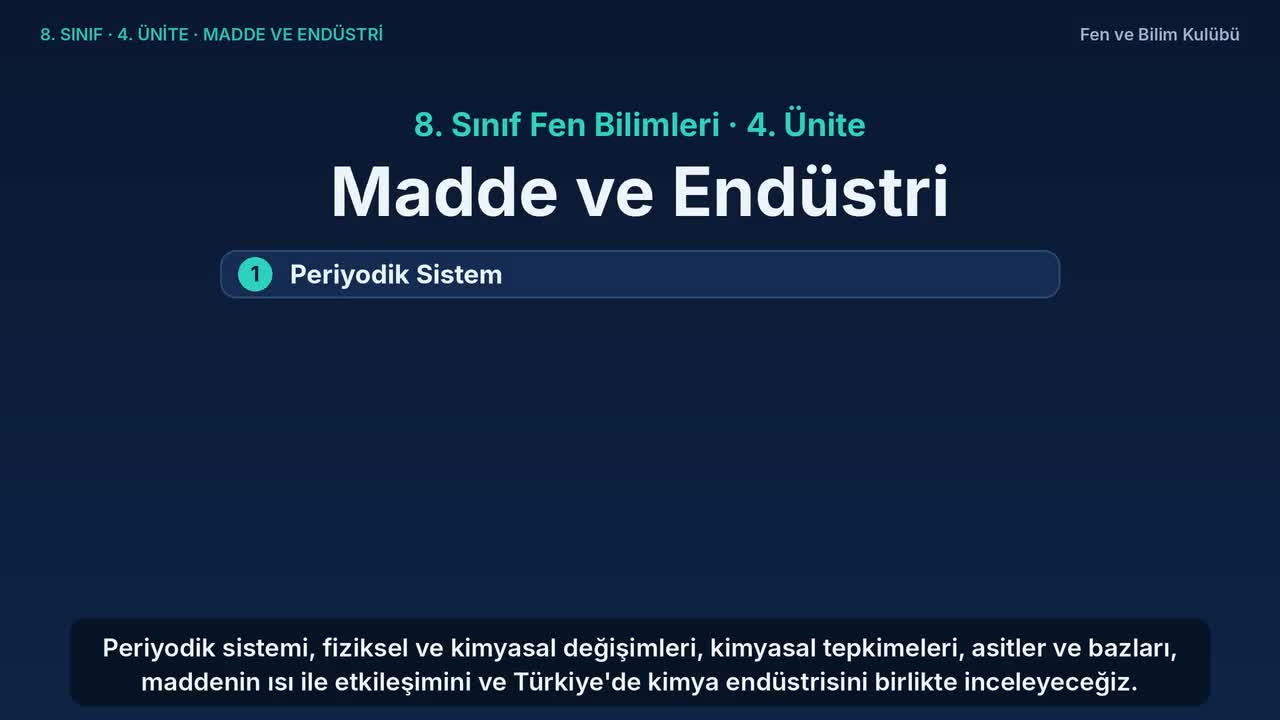 8. SINIF · 4. ÜNİTE · MADDE VE ENDÜSTRİ
Fen ve Bilim Kulübü
8. Sınıf Fen Bilimleri · 4. Ünite
Madde ve Endüstri
1 Periyodik Sistem
Periyodik sistemi, fiziksel ve kimyasal değişimleri, kimyasal tepkimeleri, asitler ve bazları,
maddenin ısı ile etkileşimini ve Türkiye'de kimya endüstrisini birlikte inceleyeceğiz.